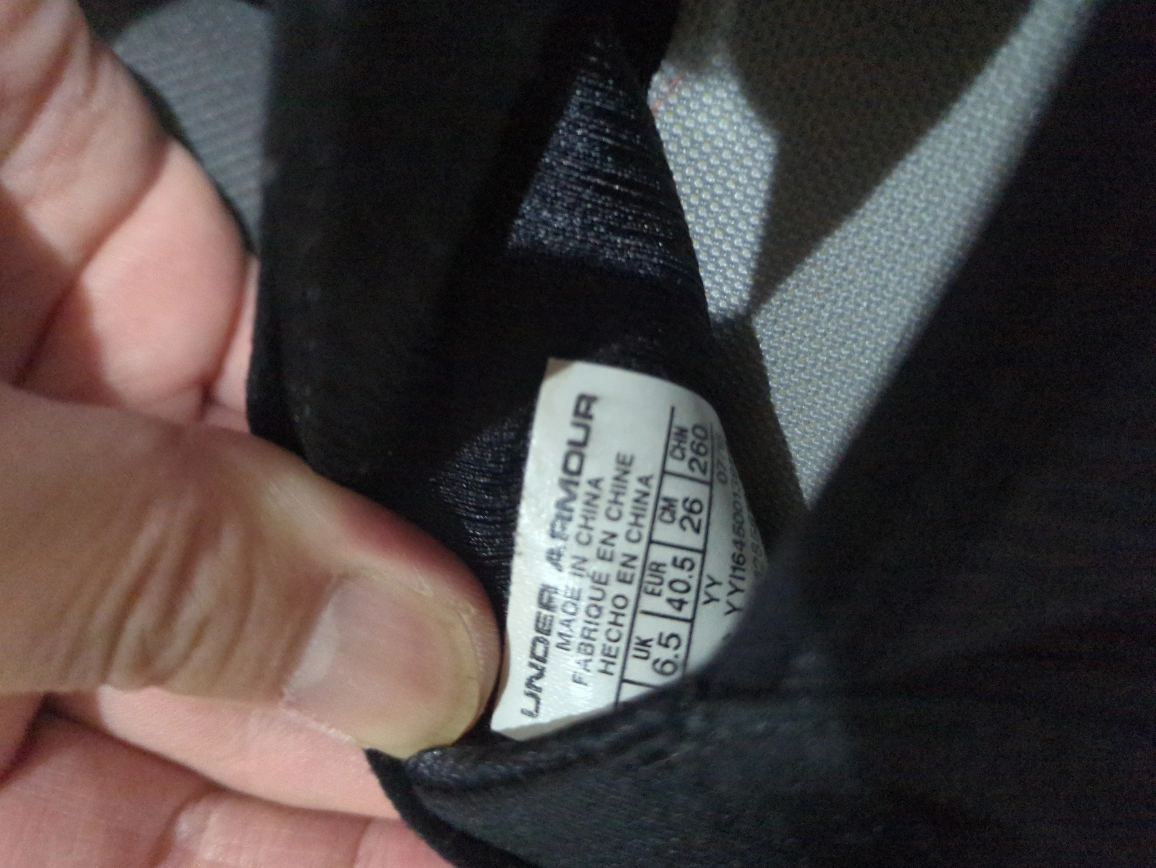 UNDER ARMOUR
MADE IN CHINA
FABRIQUÉ EN CHINE
HECHO EN CHINA
UK EUR CM CHN
6.5 40.5 26 260
YY